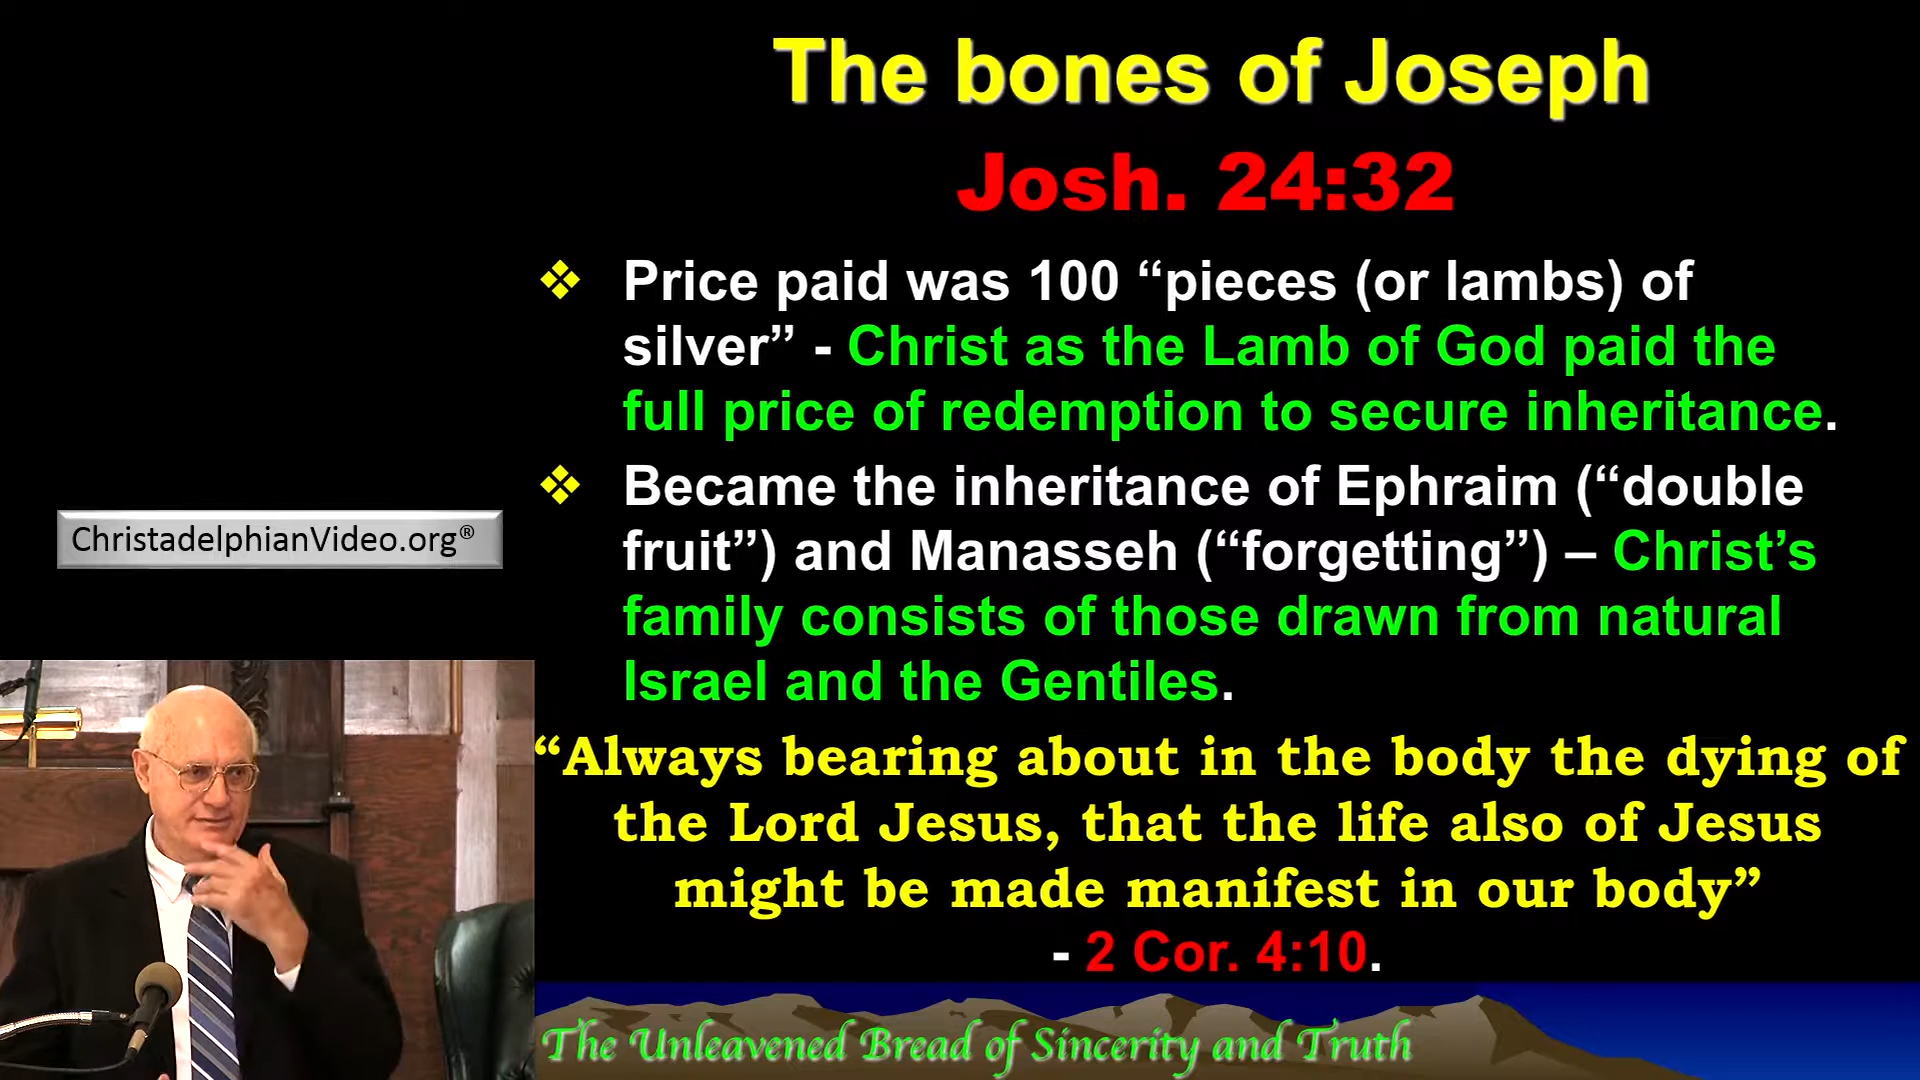 The bones of Joseph
Josh. 24:32
❖ Price paid was 100 “pieces (or lambs) of
silver” - Christ as the Lamb of God paid the
full price of redemption to secure inheritance.
❖ Became the inheritance of Ephraim (“double
fruit”) and Manasseh (“forgetting”) – Christ’s
family consists of those drawn from natural
Israel and the Gentiles.
“Always bearing about in the body the dying of
the Lord Jesus, that the life also of Jesus
might be made manifest in our body”
- 2 Cor. 4:10.
ChristadelphianVideo.org®
The Unleavened Bread of Sincerity and Truth